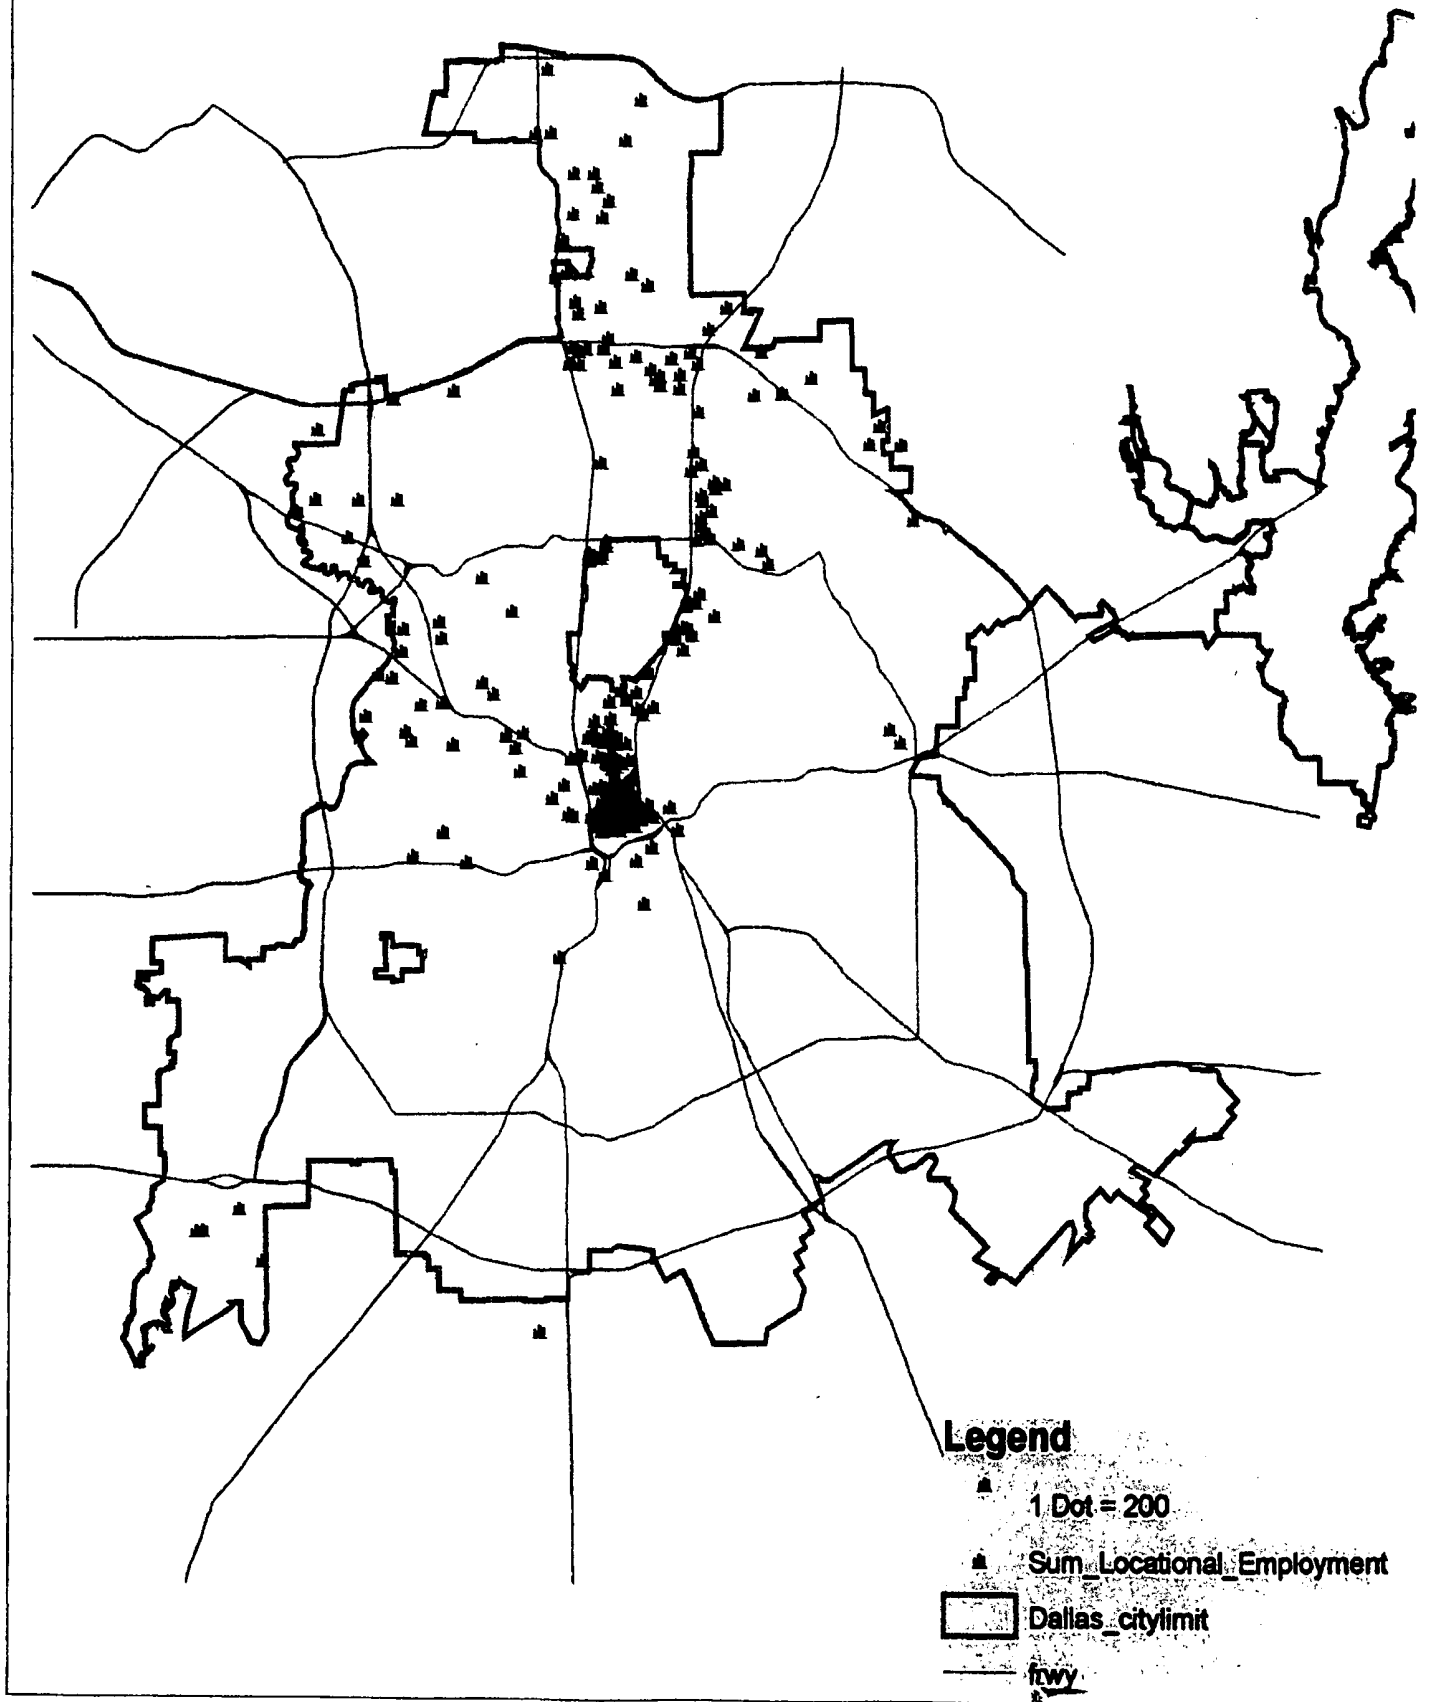 Legend
1 Dot = 200
Sum_Locational_Employment
Dallas_citylimit
frwy